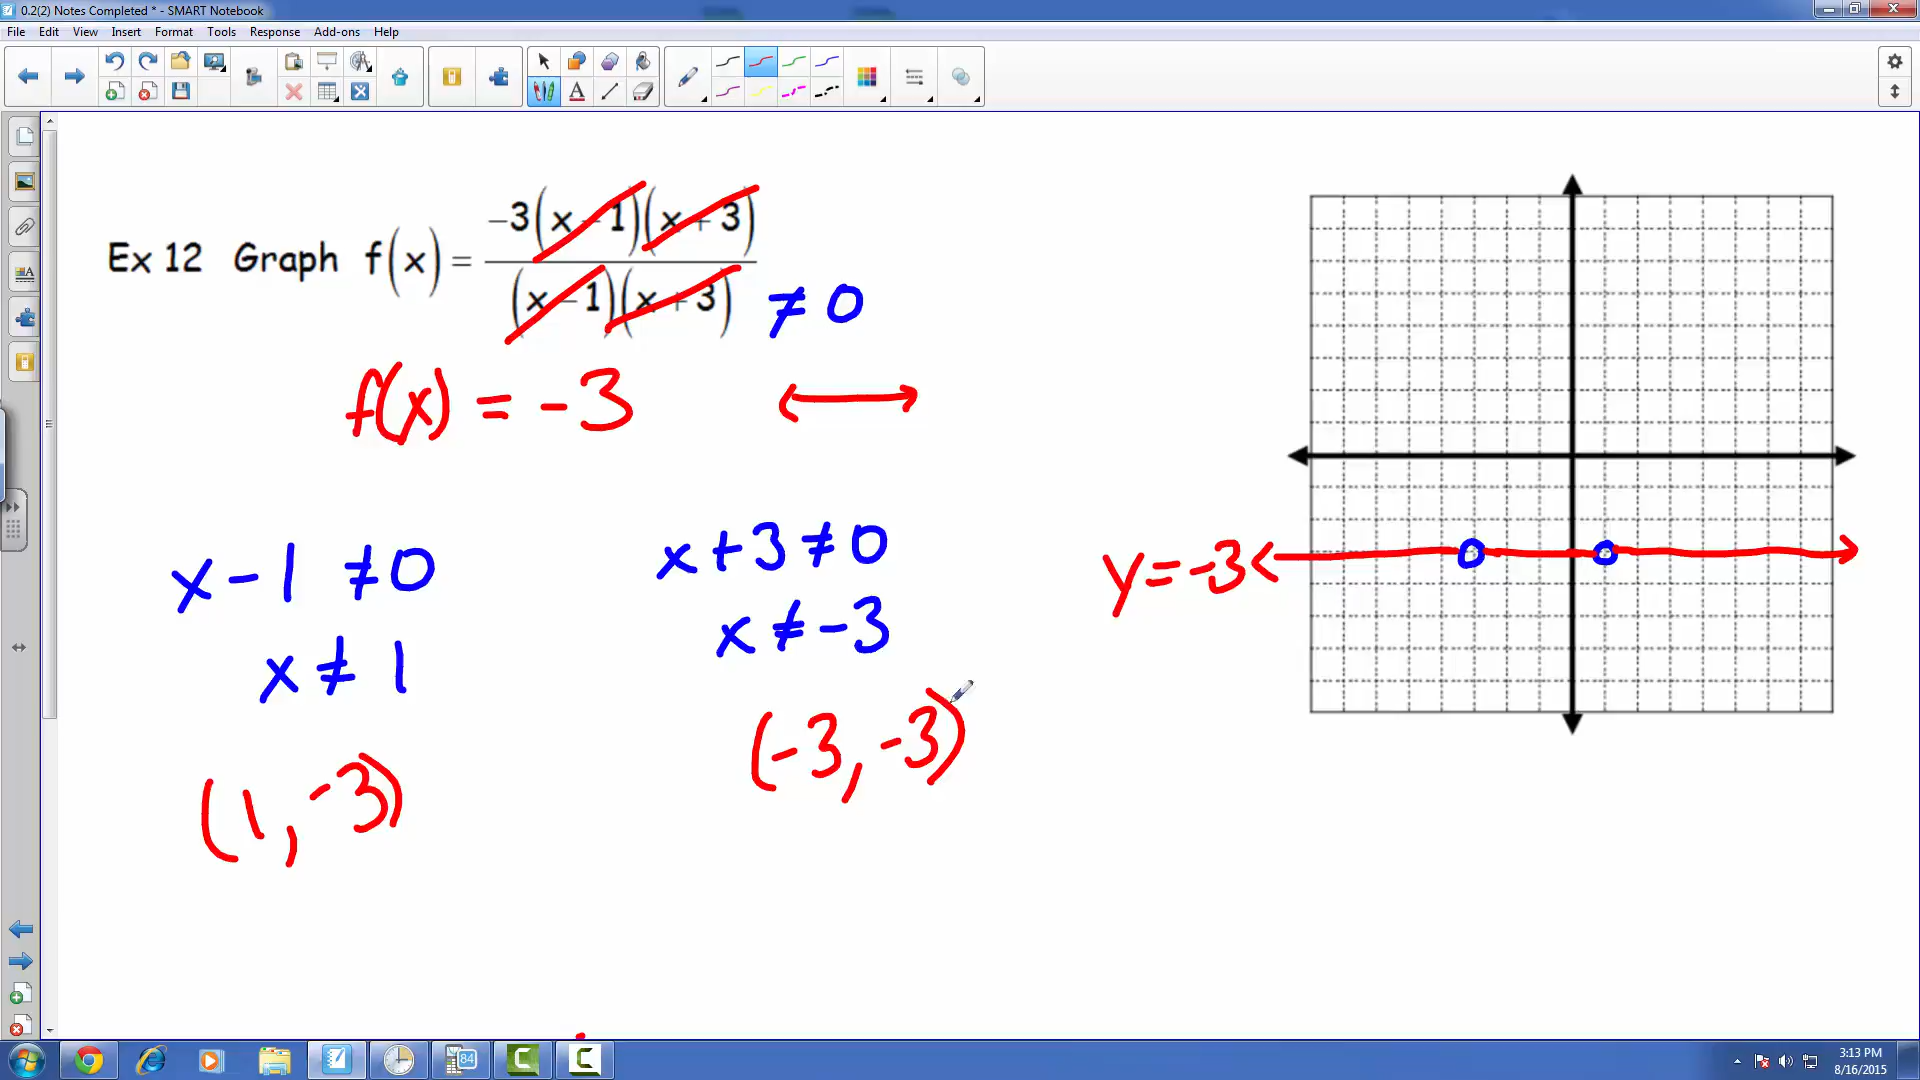 0.2(2) Notes Completed * - SMART Notebook
File Edit View Insert Format Tools Response Add-ons Help
Ex 12 Graph f(x) = -3(x - 1)(x + 3)
(x - 1)(x + 3) ≠ 0
f(x) = -3
x - 1 ≠ 0
x ≠ 1
(1, -3)
x + 3 ≠ 0
x ≠ -3
(-3, -3)
y = -3
84
3:13 PM
8/16/2015